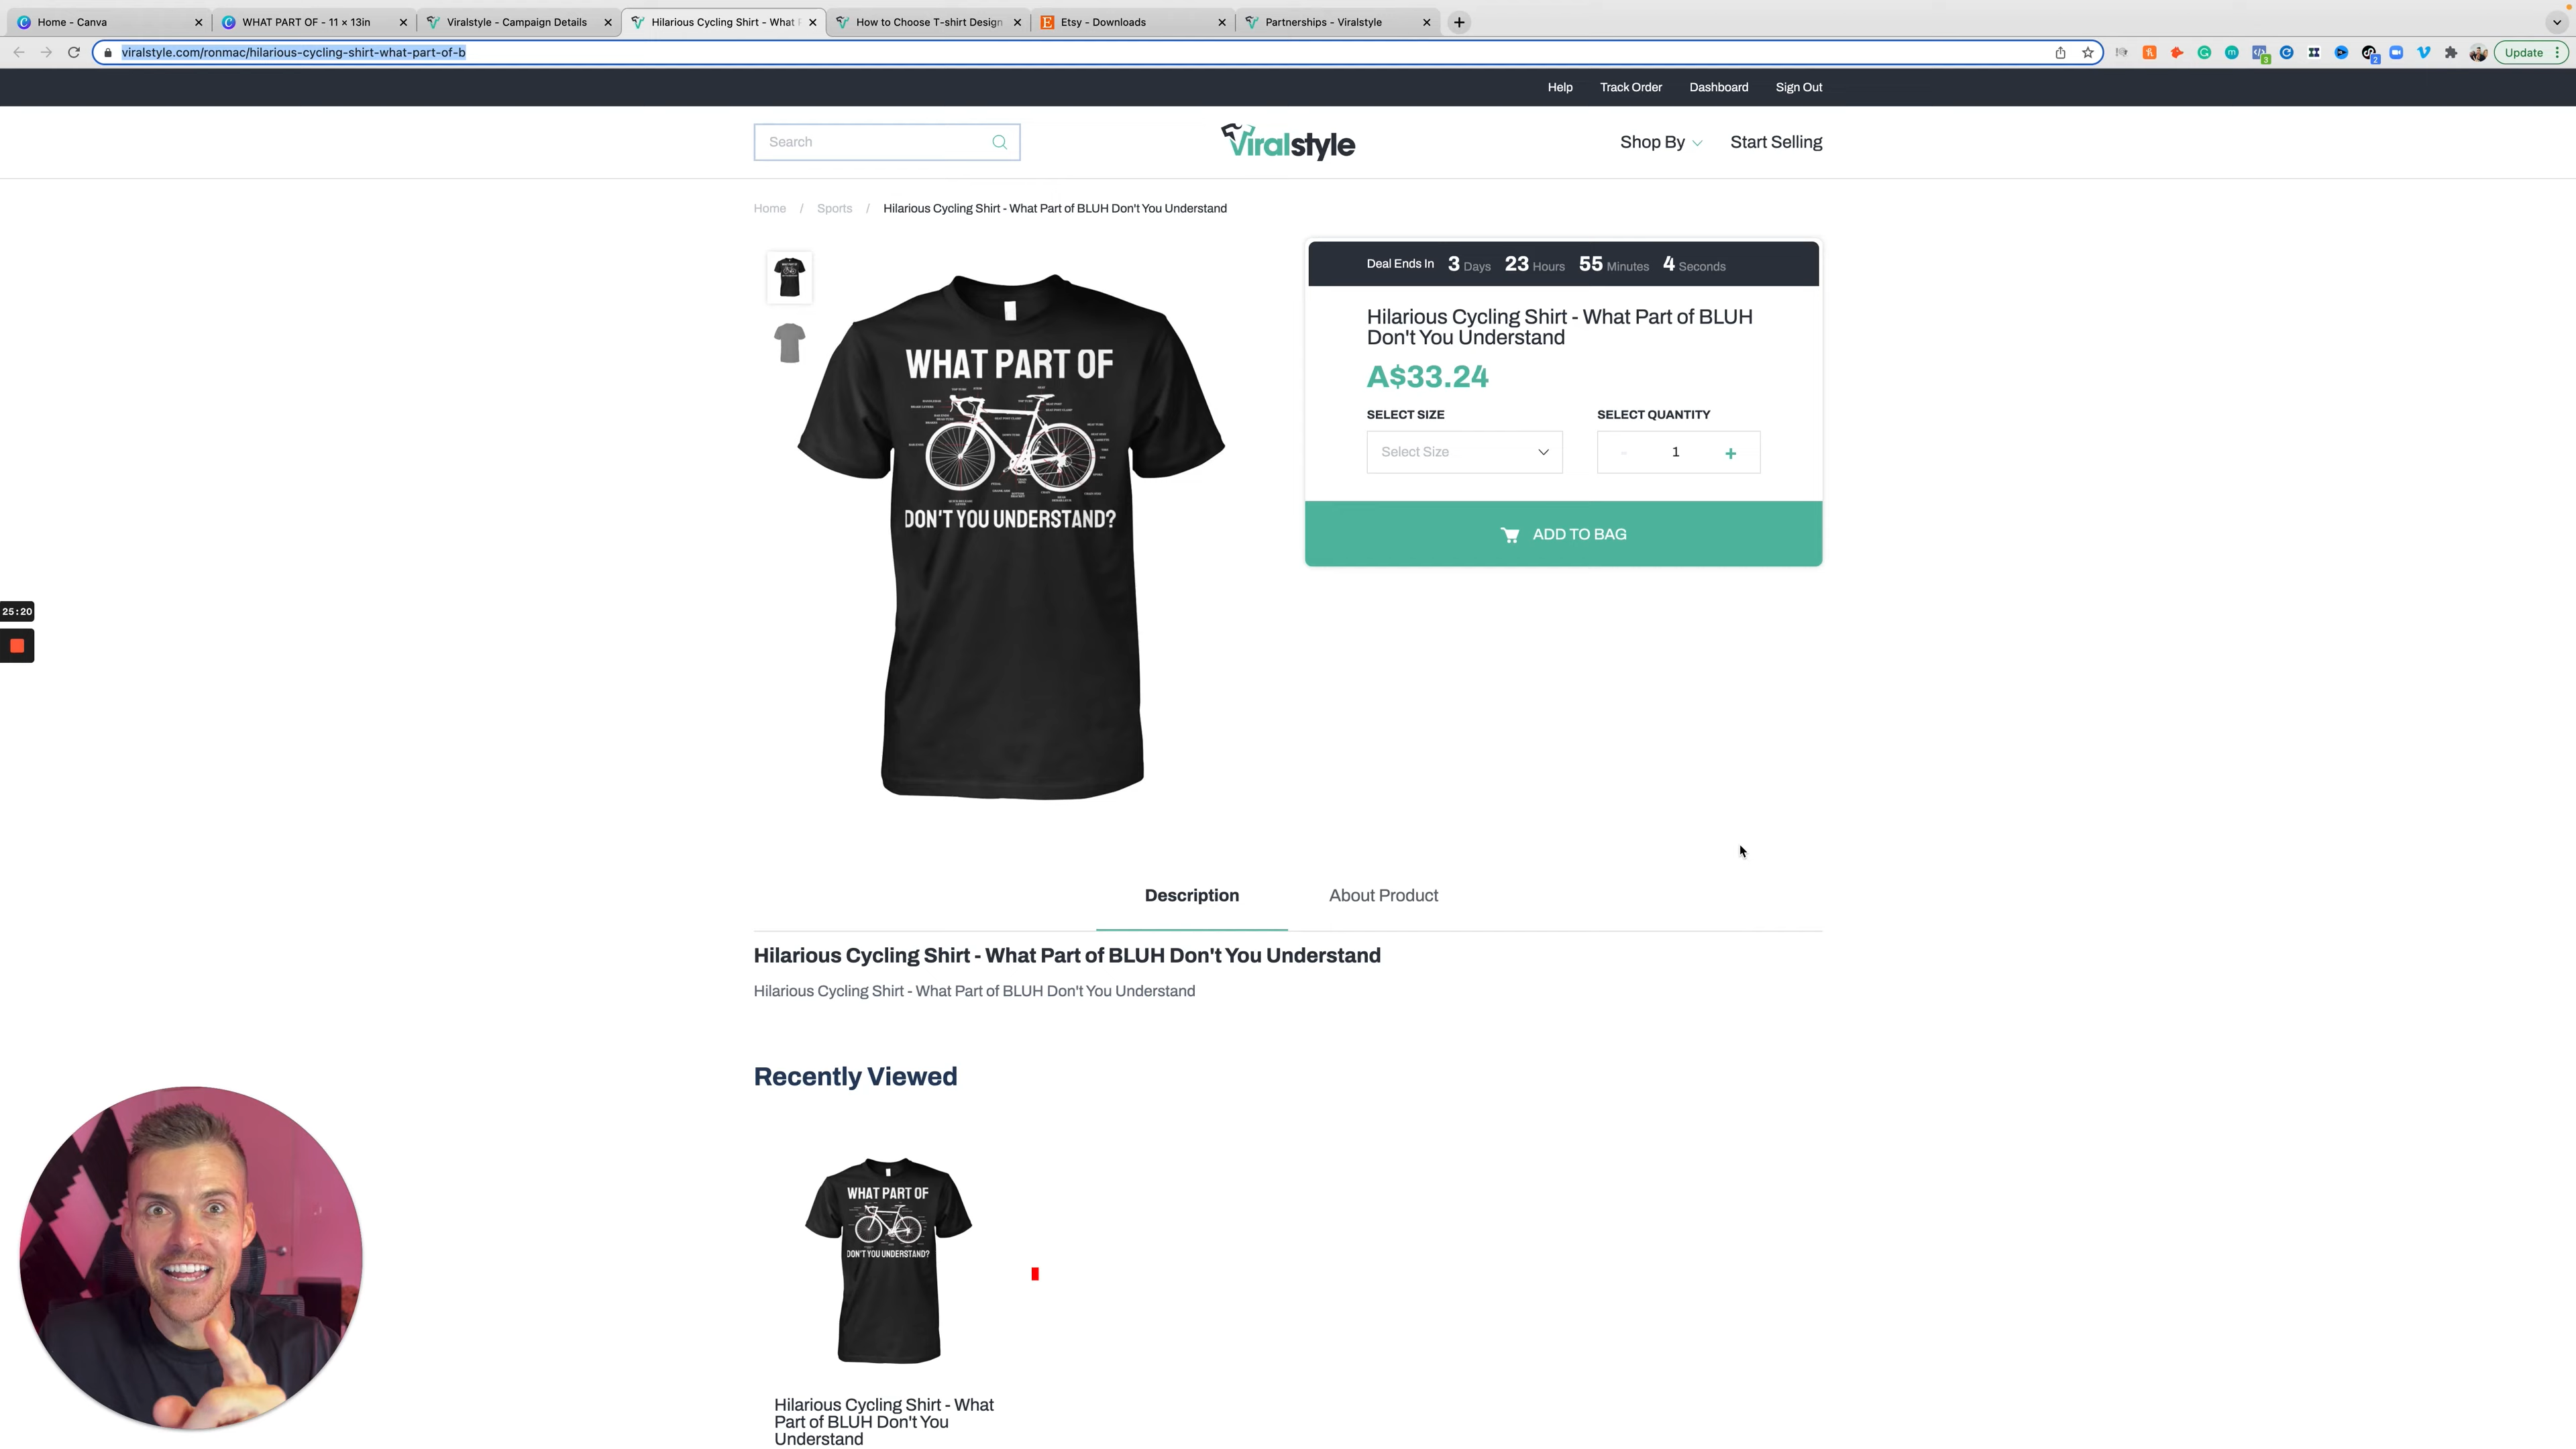 Home - Canva
WHAT PART OF - 11 × 13in
Viralstyle - Campaign Details
Hilarious Cycling Shirt - What P
How to Choose T-shirt Design
Etsy - Downloads
Partnerships - Viralstyle
viralstyle.com/ronmac/hilarious-cycling-shirt-what-part-of-b
Update
Help
Track Order
Dashboard
Sign Out
Search
Viralstyle
Shop By
Start Selling
Home / Sports / Hilarious Cycling Shirt - What Part of BLUH Don't You Understand
Deal Ends In 3 Days 23 Hours 55 Minutes 4 Seconds
WHAT PART OF
DON'T YOU UNDERSTAND?
Hilarious Cycling Shirt - What Part of BLUH
Don't You Understand
A$33.24
SELECT SIZE
SELECT QUANTITY
Select Size
- 1 +
ADD TO BAG
25:20
Description
About Product
Hilarious Cycling Shirt - What Part of BLUH Don't You Understand
Hilarious Cycling Shirt - What Part of BLUH Don't You Understand
Recently Viewed
WHAT PART OF
DON'T YOU UNDERSTAND?
Hilarious Cycling Shirt - What
Part of BLUH Don't You
Understand